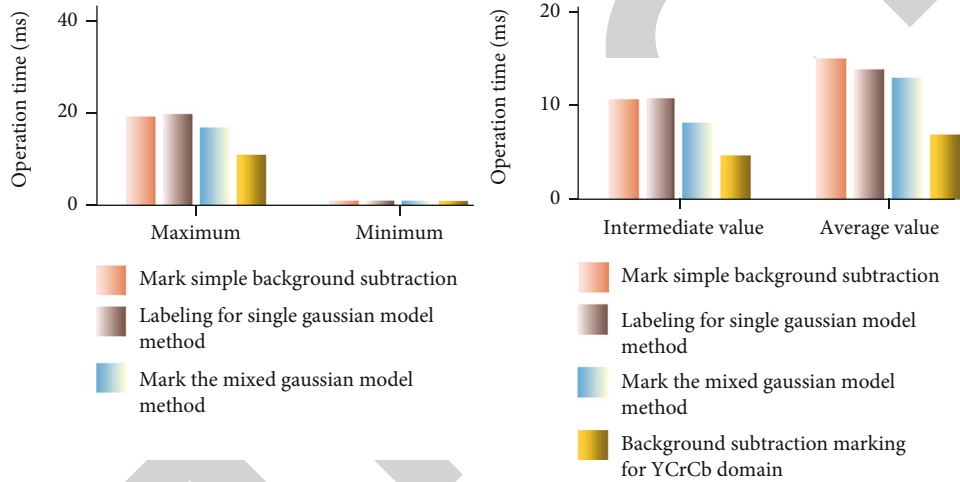 Operation time (ms)
40
20
0
Maximum
Minimum
Mark simple background subtraction
Labeling for single gaussian model
method
Mark the mixed gaussian model
method
Operation time (ms)
20
10
0
Intermediate value
Average value
Mark simple background subtraction
Labeling for single gaussian model
method
Mark the mixed gaussian model
method
Background subtraction marking
for YCrCb domain